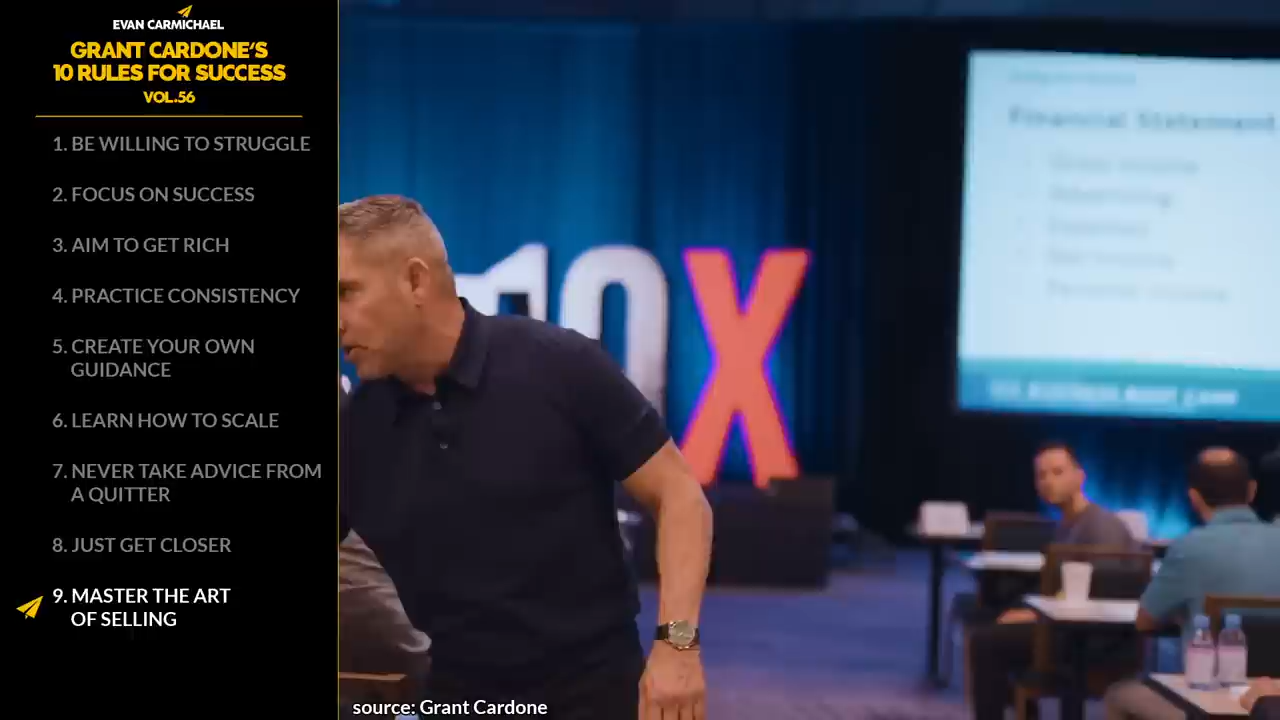 EVAN CARMICHAEL
GRANT CARDONE'S
10 RULES FOR SUCCESS
VOL.56
1. BE WILLING TO STRUGGLE
2. FOCUS ON SUCCESS
3. AIM TO GET RICH
4. PRACTICE CONSISTENCY
5. CREATE YOUR OWN
GUIDANCE
6. LEARN HOW TO SCALE
7. NEVER TAKE ADVICE FROM
A QUITTER
8. JUST GET CLOSER
9. MASTER THE ART
OF SELLING
10X
Financial Statement
source: Grant Cardone